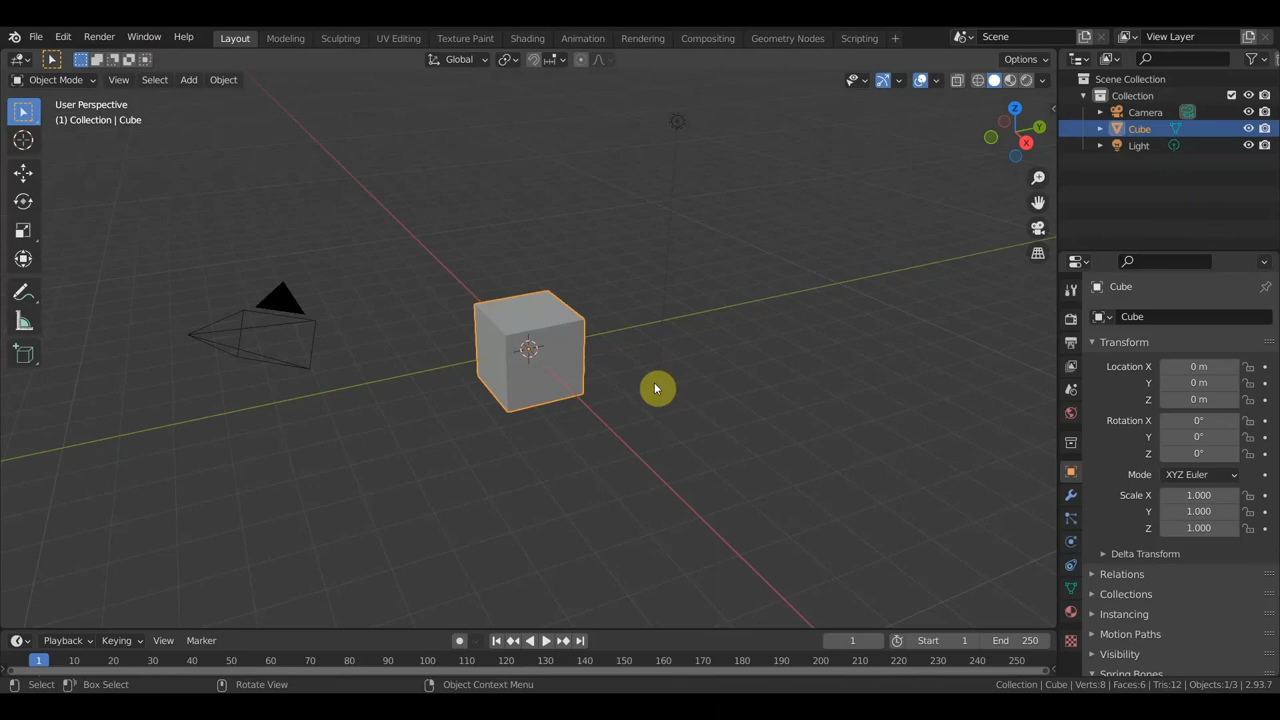 File Edit Render Window Help Layout Modeling Sculpting UV Editing Texture Paint Shading Animation Rendering Compositing Geometry Nodes Scripting + Scene View Layer
Global Options
Object Mode View Select Add Object
User Perspective
(1) Collection | Cube
Z
Y
X
Scene Collection
Collection
Camera
Cube
Light
Cube
Cube
Transform
Location X 0 m
Y 0 m
Z 0 m
Rotation X 0°
Y 0°
Z 0°
Mode XYZ Euler
Scale X 1.000
Y 1.000
Z 1.000
Delta Transform
Relations
Collections
Instancing
Motion Paths
Visibility
Spring Bones
Playback Keying View Marker 1 Start 1 End 250
1 10 20 30 40 50 60 70 80 90 100 110 120 130 140 150 160 170 180 190 200 210 220 230 240 250
Select Box Select Rotate View Object Context Menu Collection | Cube | Verts:8 | Faces:6 | Tris:12 | Objects:1/3 | 2.93.7